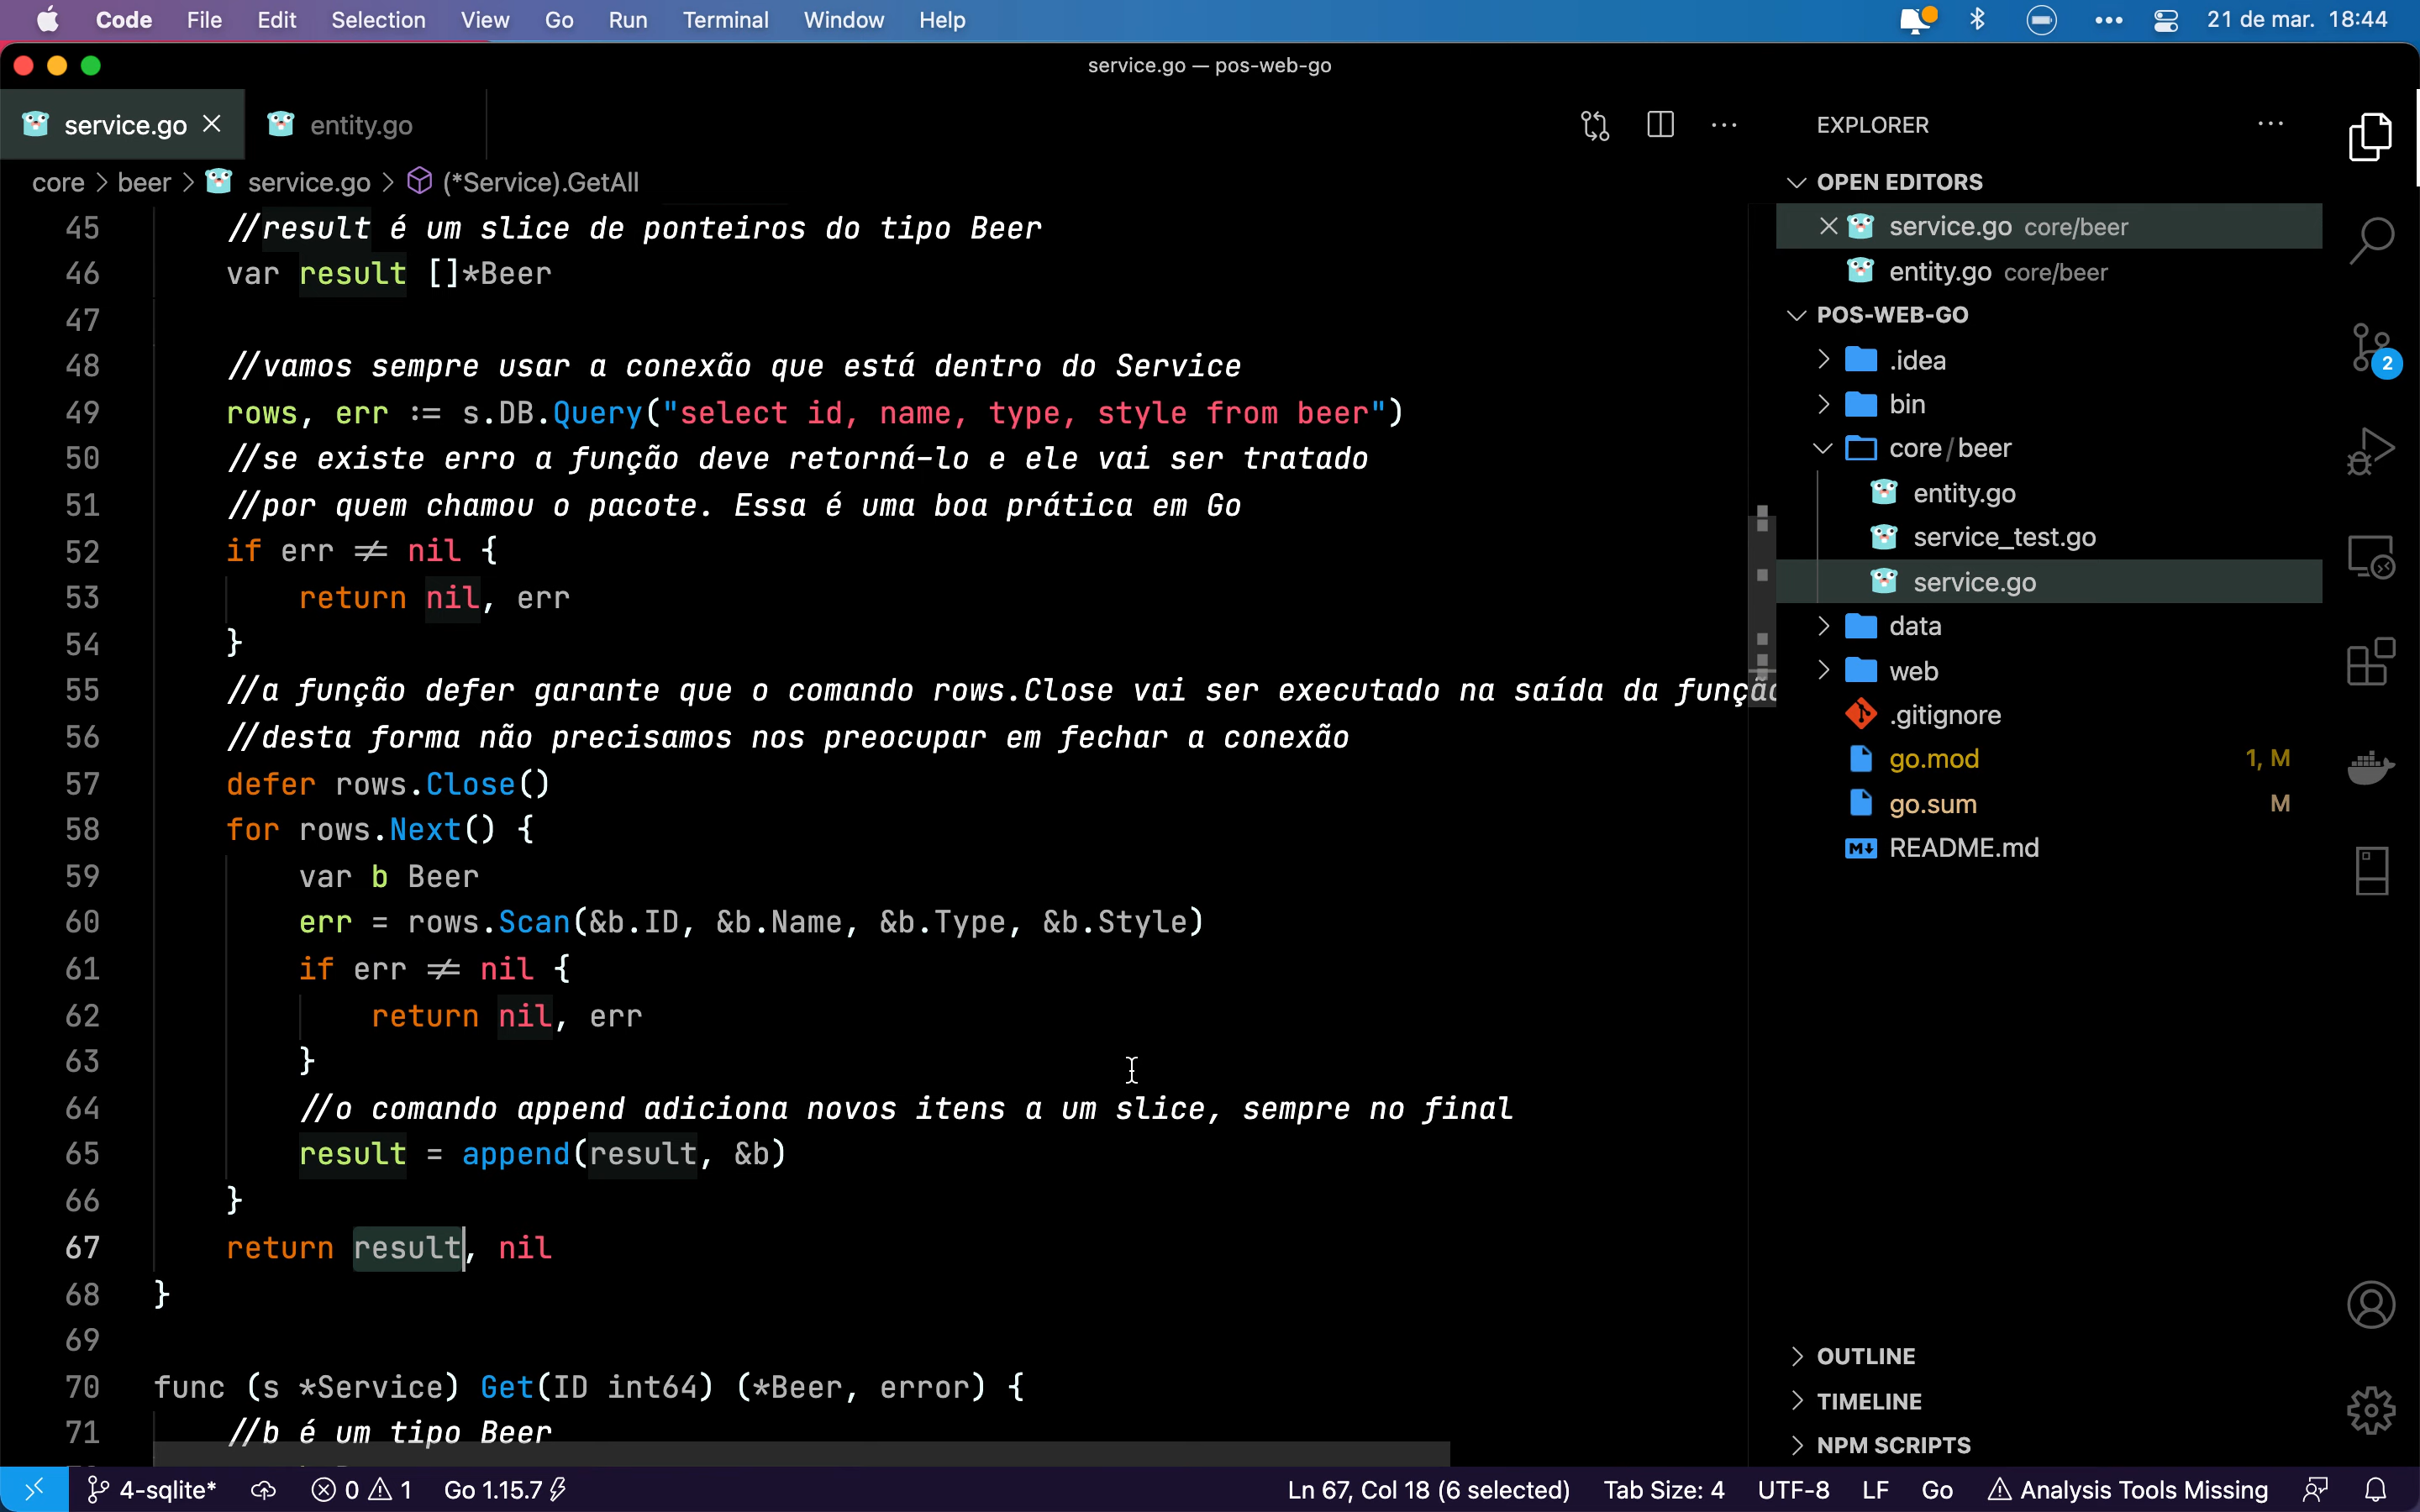 Code File Edit Selection View Go Run Terminal Window Help 21 de mar. 18:44
service.go — pos-web-go
service.go entity.go
core > beer > service.go > (*Service).GetAll
45 //result é um slice de ponteiros do tipo Beer
46 var result []*Beer
47
48 //vamos sempre usar a conexão que está dentro do Service
49 rows, err := s.DB.Query("select id, name, type, style from beer")
50 //se existe erro a função deve retorná-lo e ele vai ser tratado
51 //por quem chamou o pacote. Essa é uma boa prática em Go
52 if err != nil {
53 return nil, err
54 }
55 //a função defer garante que o comando rows.Close vai ser executado na saída da função
56 //desta forma não precisamos nos preocupar em fechar a conexão
57 defer rows.Close()
58 for rows.Next() {
59 var b Beer
60 err = rows.Scan(&b.ID, &b.Name, &b.Type, &b.Style)
61 if err != nil {
62 return nil, err
63 }
64 //o comando append adiciona novos itens a um slice, sempre no final
65 result = append(result, &b)
66 }
67 return result, nil
68 }
69
70 func (s *Service) Get(ID int64) (*Beer, error) {
71 //b é um tipo Beer
EXPLORER
OPEN EDITORS
service.go core/beer
entity.go core/beer
POS-WEB-GO
.idea
bin
core / beer
entity.go
service_test.go
service.go
data
web
.gitignore
go.mod 1, M
go.sum M
README.md
OUTLINE
TIMELINE
NPM SCRIPTS
2
4-sqlite* 0 1 Go 1.15.7 Ln 67, Col 18 (6 selected) Tab Size: 4 UTF-8 LF Go Analysis Tools Missing